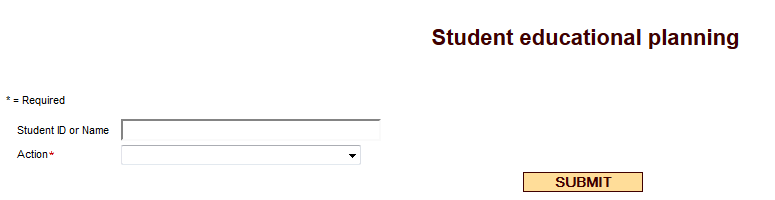 Student educational planning
* = Required
Student ID or Name
Action*
SUBMIT